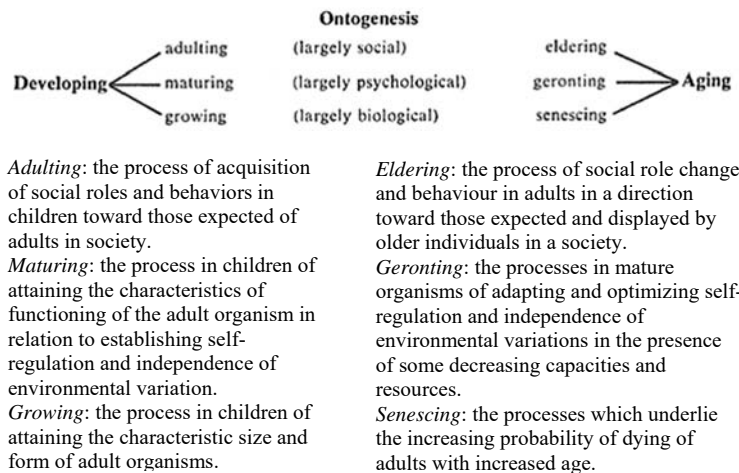 Ontogenesis
adulting (largely social) eldering
Developing maturing (largely psychological) geronting Aging
growing (largely biological) senescing
Adulting: the process of acquisition
of social roles and behaviors in
children toward those expected of
adults in society.
Maturing: the process in children of
attaining the characteristics of
functioning of the adult organism in
relation to establishing self-
regulation and independence of
environmental variation.
Growing: the process in children of
attaining the characteristic size and
form of adult organisms.
Eldering: the process of social role change
and behaviour in adults in a direction
toward those expected and displayed by
older individuals in a society.
Geronting: the processes in mature
organisms of adapting and optimizing self-
regulation and independence of
environmental variations in the presence
of some decreasing capacities and
resources.
Senescing: the processes which underlie
the increasing probability of dying of
adults with increased age.